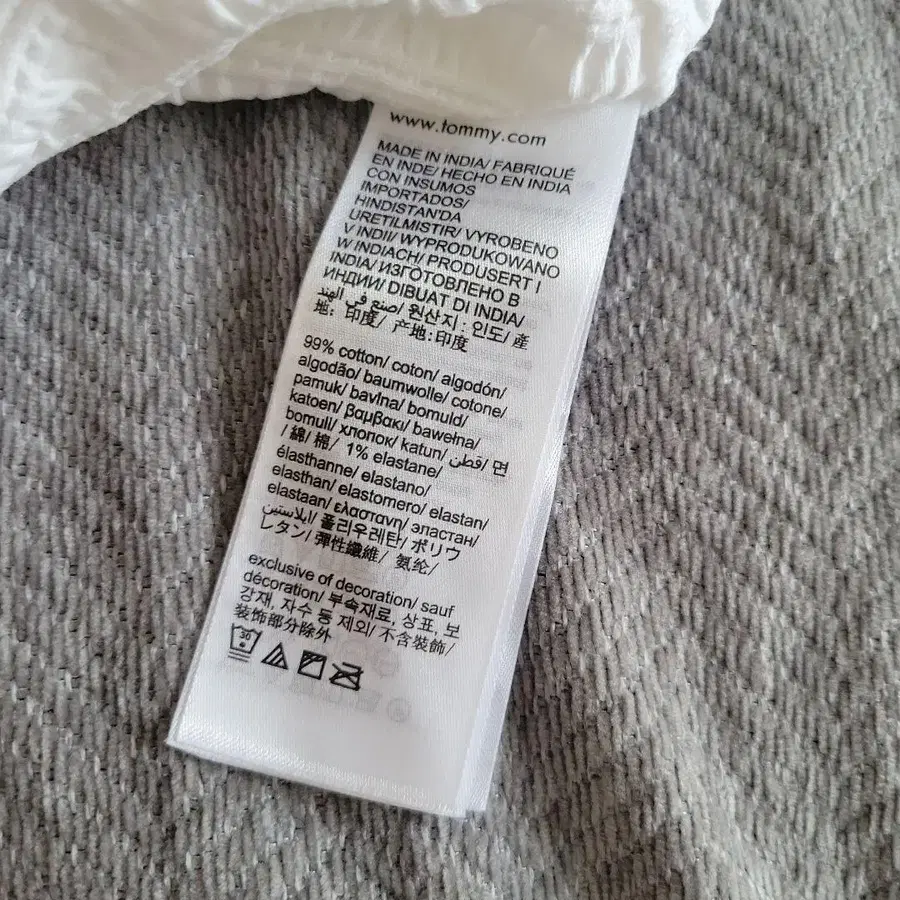 www.tommy.com
MADE IN INDIA/ FABRIQUÉ
EN INDE/ HECHO EN INDIA
CON INSUMOS
IMPORTADOS/
HINDISTAN'DA
ÜRETILMISTIR/ VYROBENO
V INDII/ WYPRODUKOWANO
W INDIACH/ PRODUSERT I
INDIA/ ИЗГОТОВЛЕНО В
ИНДИИ/ DIBUAT DI INDIA/
صنع في الهند/ 원산지 : 인도/ 產
地: 印度/ 产地:印度
99% cotton/ coton/ algodón/
algodão/ baumwolle/ cotone/
pamuk/ bavlna/ bomuld/
katoen/ βαμβακι/ bawełna/
bomull/ хлопок/ katun/ قطن/ 면
/ 綿/ 棉/ 1% elastane/
élasthanne/ elastano/
elasthan/ elastomero/ elastan/
elastaan/ ελαστανη/ эластан/
ايلاستين/ 폴리우레탄/ ポリウ
レタン/ 彈性纖維/ 氨纶/
exclusive of decoration/ sauf
décoration/ 부속재료, 상표, 보
강재, 자수 등 제외/ 不含裝飾/
裝飾部分除外
30